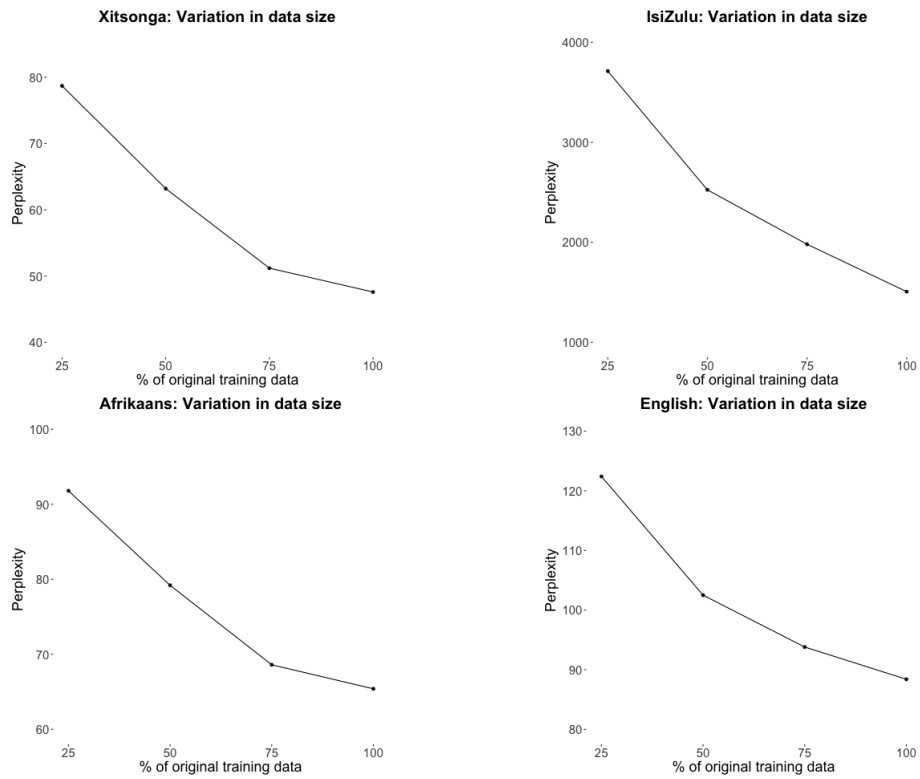 Xitsonga: Variation in data size
80
70
60
50
40
Perplexity
25 50 75 100
% of original training data
IsiZulu: Variation in data size
4000
3000
2000
1000
Perplexity
25 50 75 100
% of original training data
Afrikaans: Variation in data size
100
90
80
70
60
Perplexity
25 50 75 100
% of original training data
English: Variation in data size
130
120
110
100
90
80
Perplexity
25 50 75 100
% of original training data